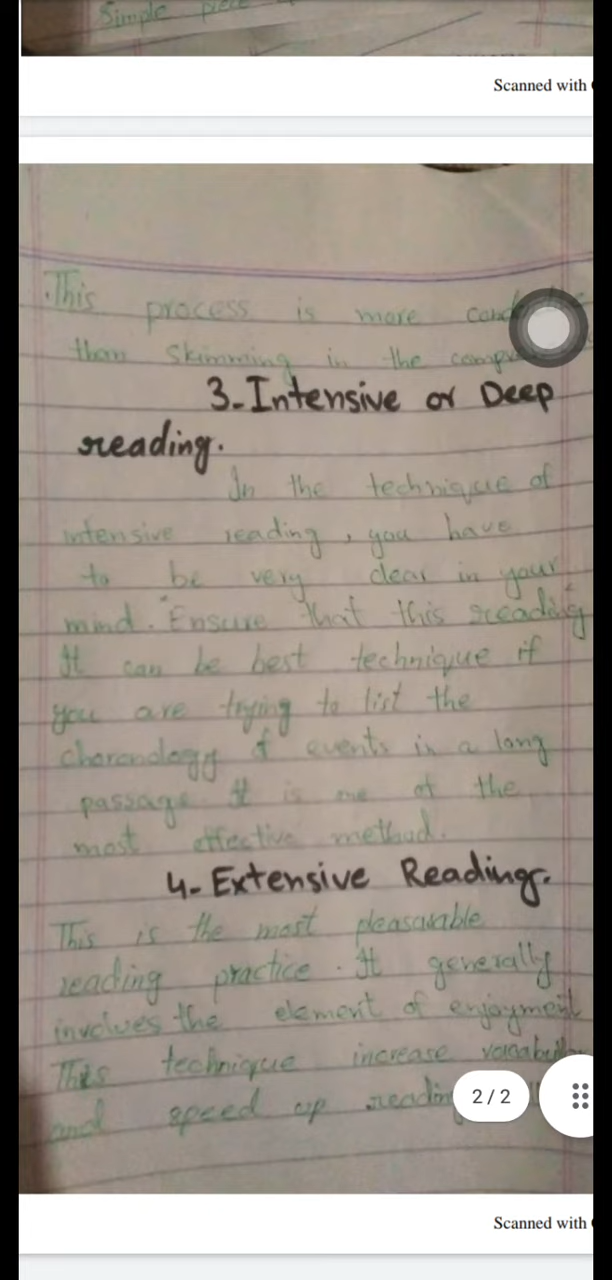 Simple piece
Scanned with
.This process is more
than skimming in the
3-Intensive or Deep
reading.
In the technique of
intensive reading, you have
to be very clear in your
mind. Ensure that this reading
It can be best technique if
you are trying to list the
of events in a long
passage. It is one of the
most effective method.
4-Extensive Reading.
This is the most pleasurable
reading practice. It generally
involves the element of enjoyment
This technique increase
and speed up
2/2
Scanned with